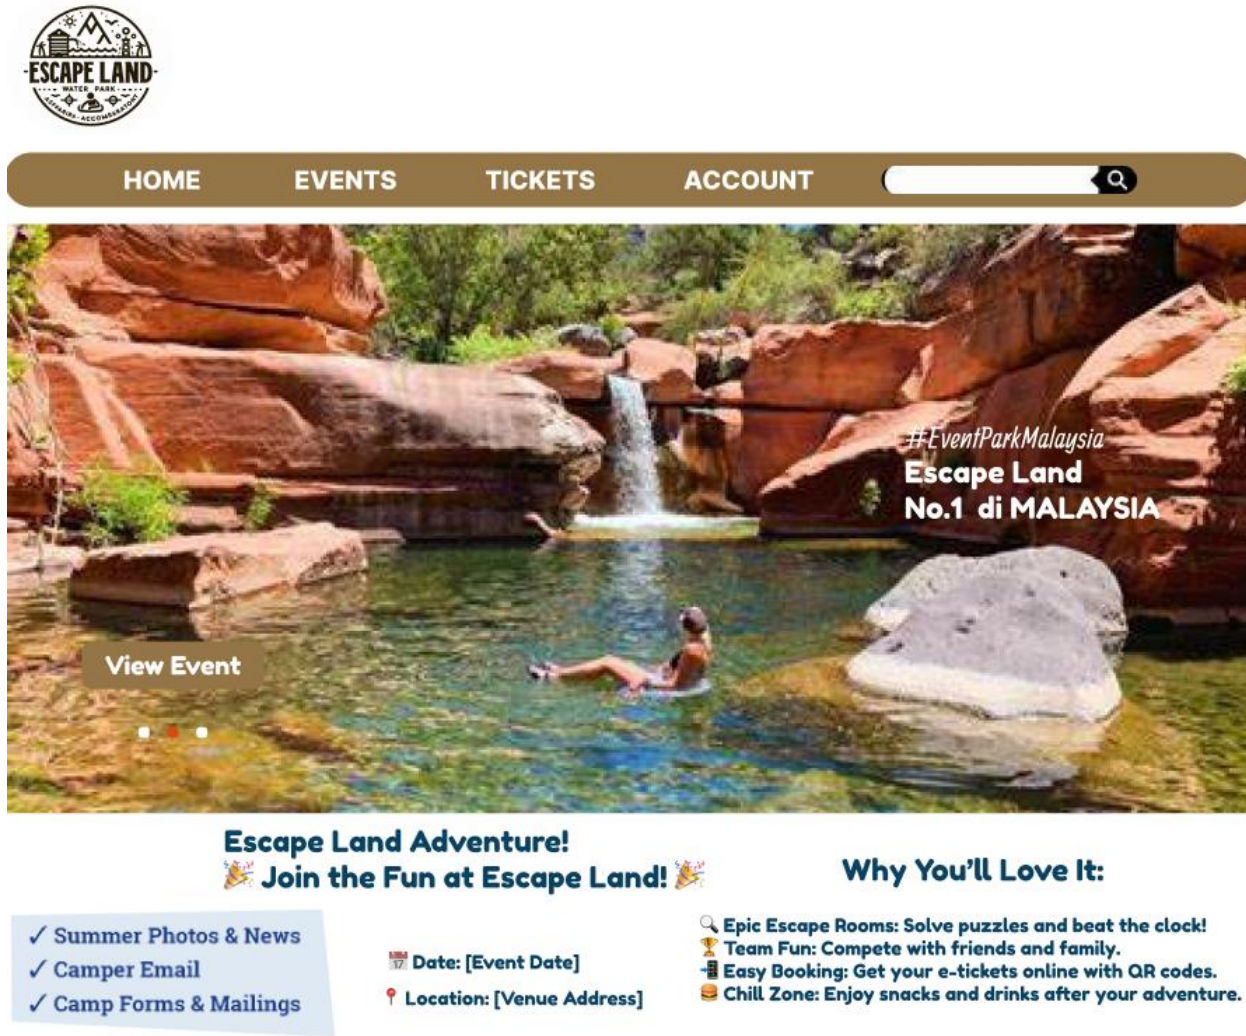 ESCAPE LAND
WATER PARK
HOME EVENTS TICKETS ACCOUNT
#EventParkMalaysia
Escape Land
No.1 di MALAYSIA
View Event
Escape Land Adventure!
🎉 Join the Fun at Escape Land! 🎉
✓ Summer Photos & News
✓ Camper Email
✓ Camp Forms & Mailings
📅 Date: [Event Date]
📍 Location: [Venue Address]
Why You’ll Love It:
🔍 Epic Escape Rooms: Solve puzzles and beat the clock!
🏆 Team Fun: Compete with friends and family.
📲 Easy Booking: Get your e-tickets online with QR codes.
🍔 Chill Zone: Enjoy snacks and drinks after your adventure.